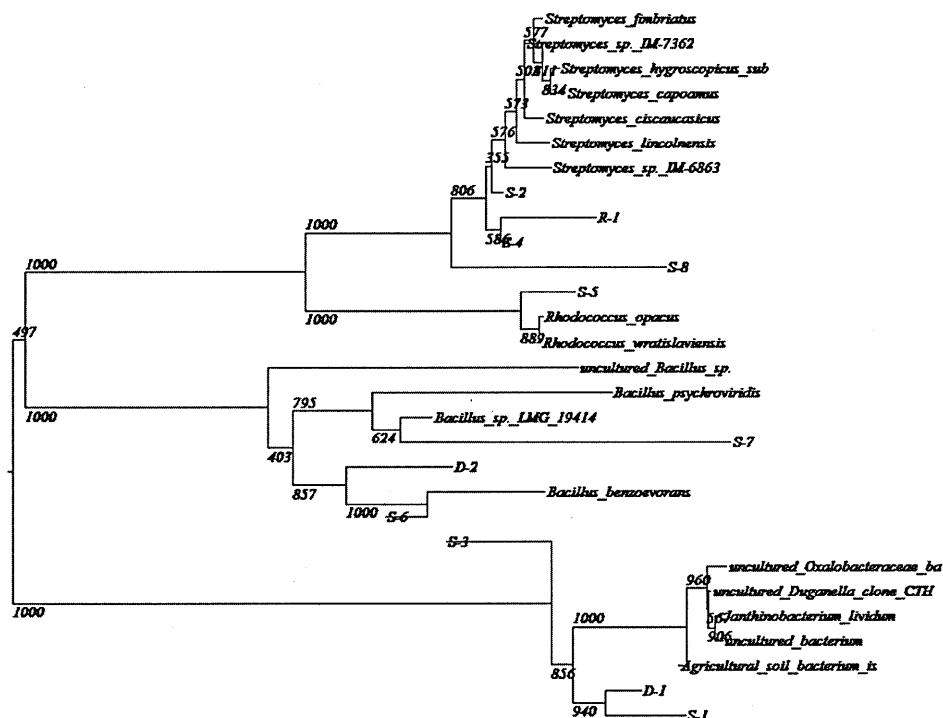 Streptomyces_fimbriatus
577
Streptomyces_sp._IM-7362
Streptomyces_hygroscopicus_sub
834
Streptomyces_capoamus
573
Streptomyces_ciscaucasicus
576
Streptomyces_lincolnensis
355
Streptomyces_sp._IM-6863
806
S-2
R-1
1000
586
S-4
S-8
1000
S-5
1000
Rhodococcus_opacus
497
889
Rhodococcus_wratislaviensis
uncultured_Bacillus_sp.
Bacillus_psychroviridis
1000
795
Bacillus_sp._LMG_19414
624
S-7
403
D-2
857
Bacillus_benzoevorans
1000
S-6
S-3
uncultured_Oxalobacteraceae_ba
960
uncultured_Duganella_clone_CTH
1000
1000
Janthinobacterium_lividum
906
uncultured_bacterium
856
Agricultural_soil_bacterium_is
D-1
940
S-1